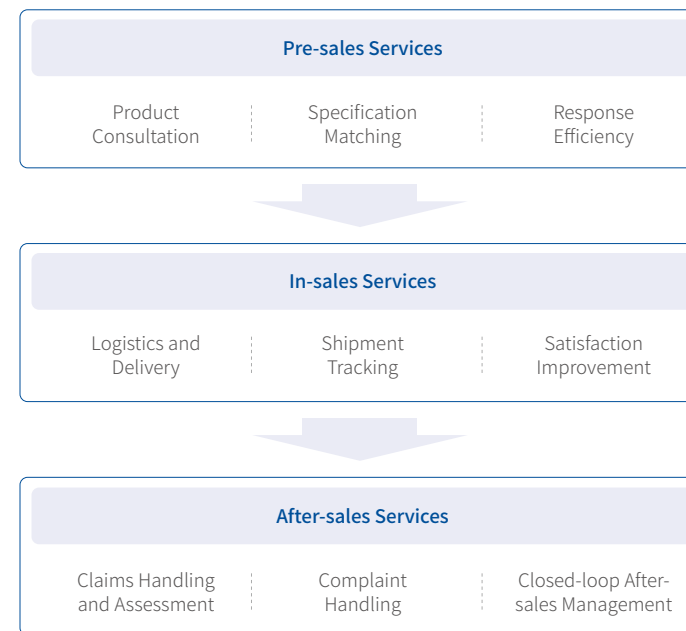 Pre-sales Services
Product
Consultation
Specification
Matching
Response
Efficiency
In-sales Services
Logistics and
Delivery
Shipment
Tracking
Satisfaction
Improvement
After-sales Services
Claims Handling
and Assessment
Complaint
Handling
Closed-loop After-
sales Management